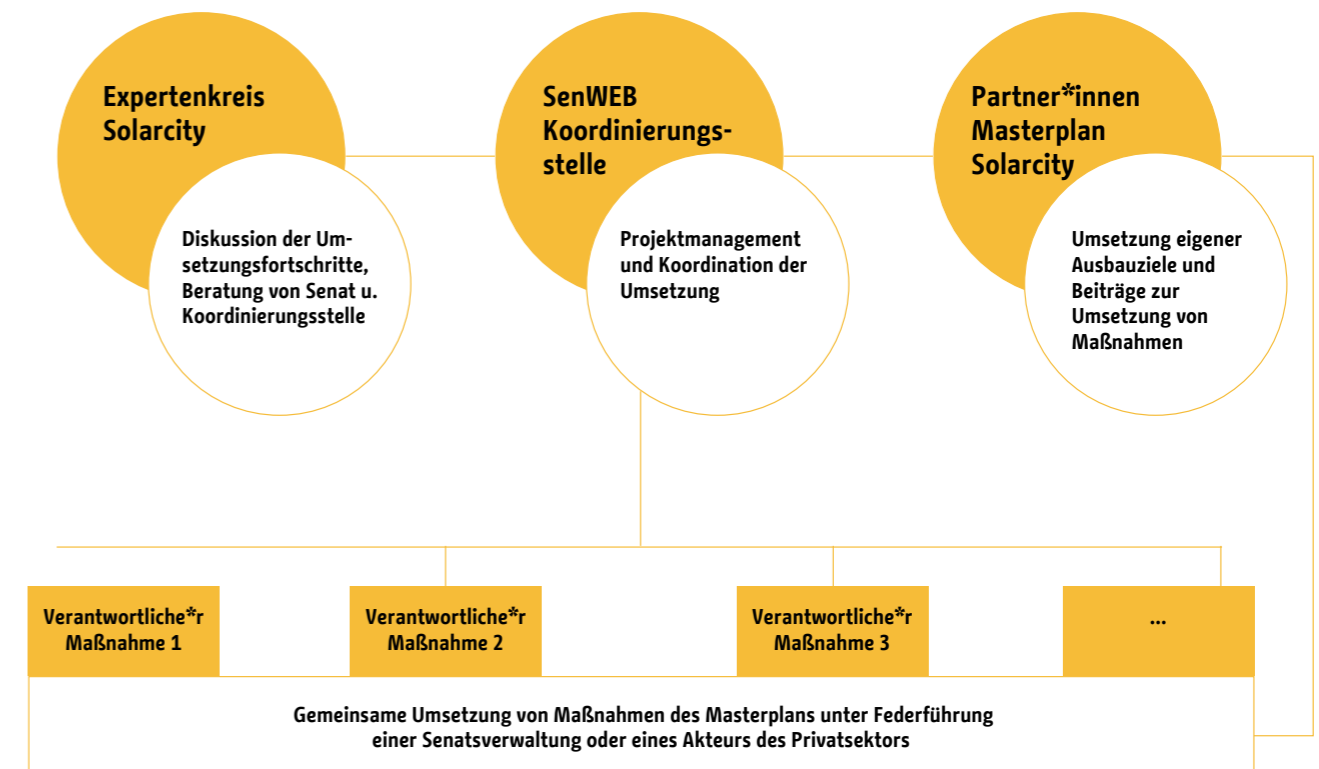 Expertenkreis
Solarcity
Diskussion der Um-
setzungsfortschritte,
Beratung von Senat u.
Koordinierungsstelle
SenWEB
Koordinierungs-
stelle
Projektmanagement
und Koordination der
Umsetzung
Partner*innen
Masterplan
Solarcity
Umsetzung eigener
Ausbauziele und
Beiträge zur
Umsetzung von
Maßnahmen
Verantwortliche*r
Maßnahme 1
Verantwortliche*r
Maßnahme 2
Verantwortliche*r
Maßnahme 3
...
Gemeinsame Umsetzung von Maßnahmen des Masterplans unter Federführung
einer Senatsverwaltung oder eines Akteurs des Privatsektors